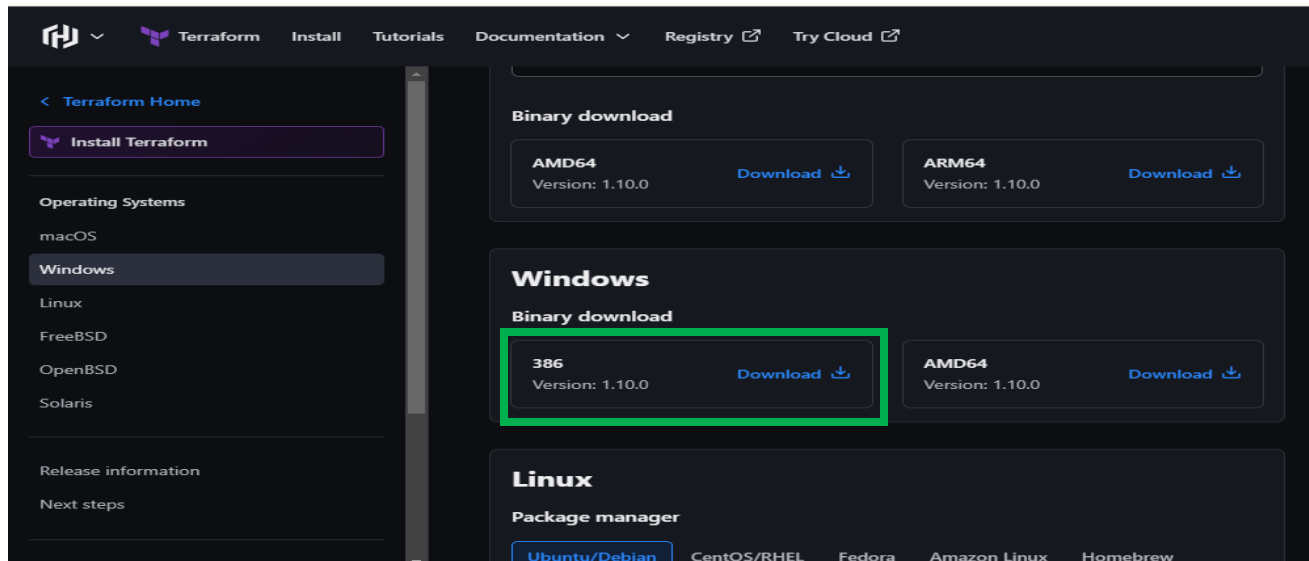 Terraform Install Tutorials Documentation Registry Try Cloud
Terraform Home
Install Terraform
Operating Systems
macOS
Windows
Linux
FreeBSD
OpenBSD
Solaris
Release information
Next steps
Binary download
AMD64
Version: 1.10.0
Download
ARM64
Version: 1.10.0
Download
Windows
Binary download
386
Version: 1.10.0
Download
AMD64
Version: 1.10.0
Download
Linux
Package manager
Ubuntu/Debian CentOS/RHEL Fedora Amazon Linux Homebrew